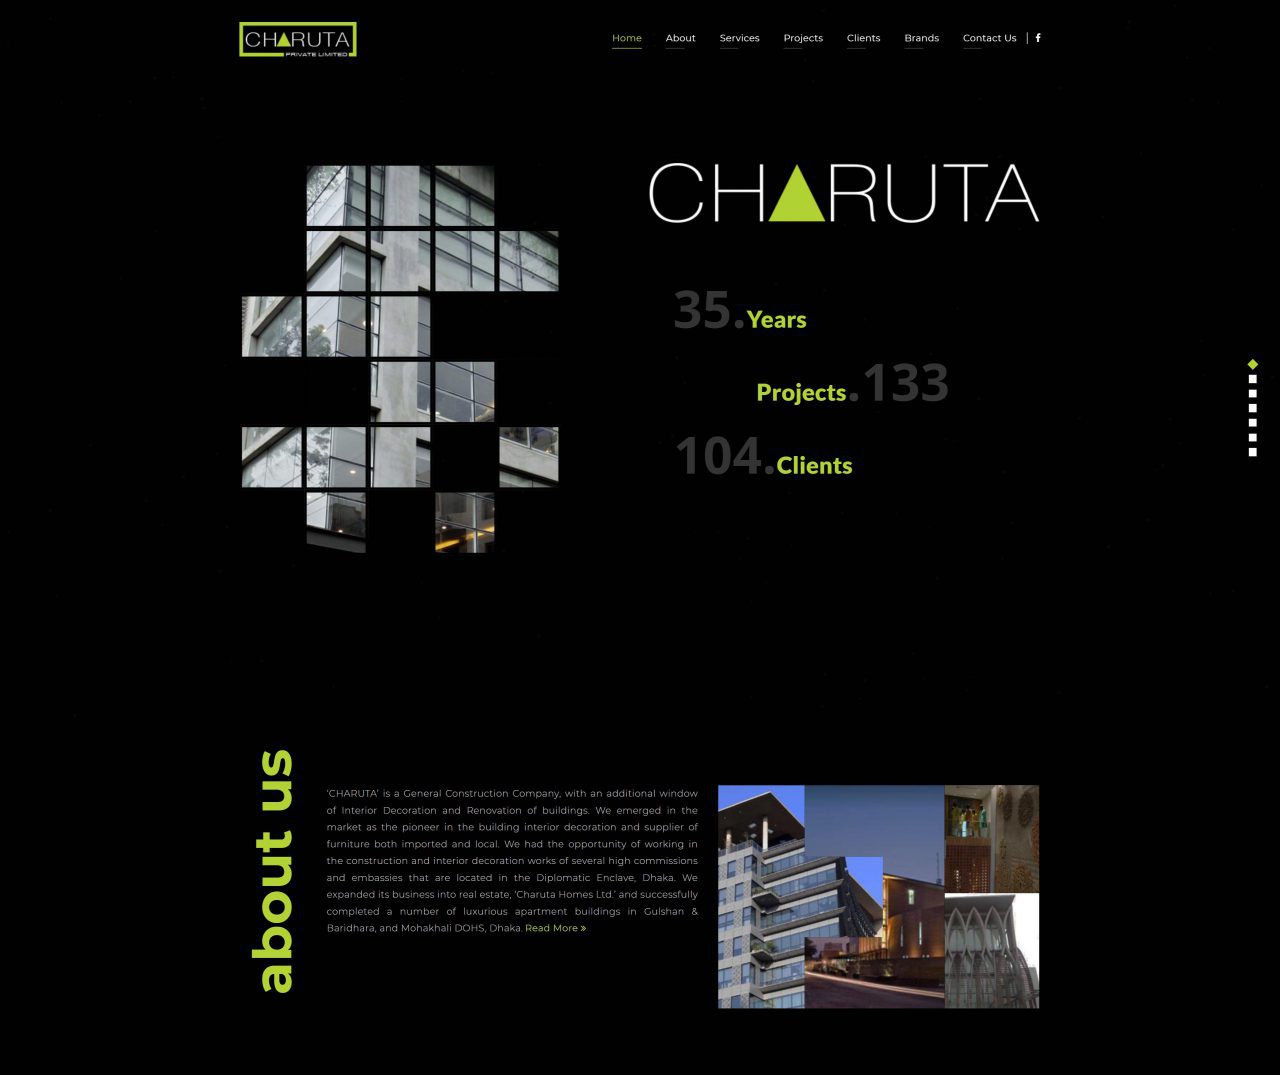 CHARUTA
PRIVATE LIMITED
Home About Services Projects Clients Brands Contact Us
CHARUTA
35.Years
Projects.133
104.Clients
about us
‘CHARUTA’ is a General Construction Company, with an additional window
of Interior Decoration and Renovation of buildings. We emerged in the
market as the pioneer in the building interior decoration and supplier of
furniture both imported and local. We had the opportunity of working in
the construction and interior decoration works of several high commissions
and embassies that are located in the Diplomatic Enclave, Dhaka. We
expanded its business into real estate, ‘Charuta Homes Ltd.’ and successfully
completed a number of luxurious apartment buildings in Gulshan &
Baridhara, and Mohakhali DOHS, Dhaka. Read More »